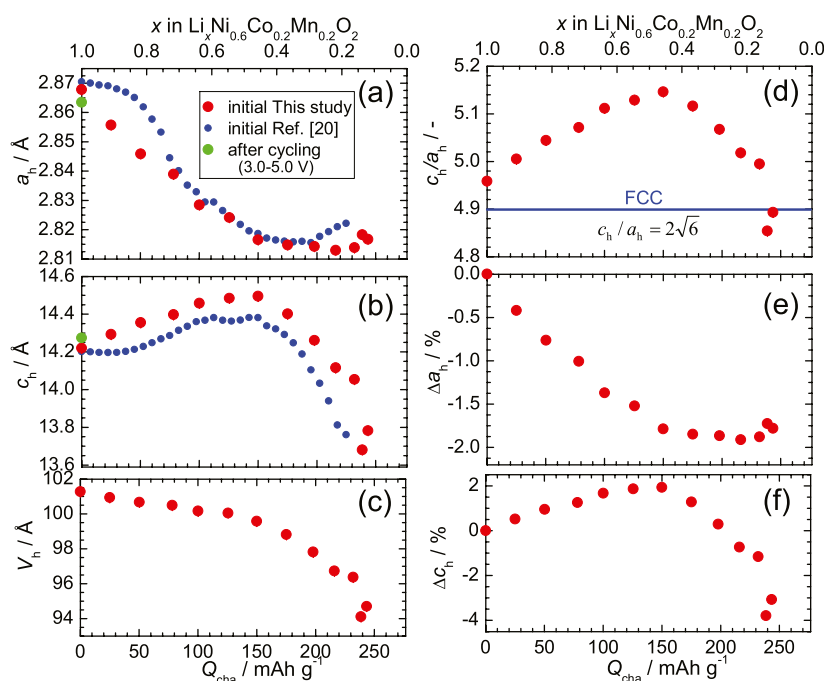 x in LixNi0.6Co0.2Mn0.2O2
1.0 0.8 0.6 0.4 0.2 0.0
(a)
2.87
2.86
2.85
2.84
2.83
2.82
2.81
ah / Å
initial This study
initial Ref. [20]
after cycling
(3.0-5.0 V)
(b)
14.6
14.4
14.2
14.0
13.8
13.6
ch / Å
(c)
102
100
98
96
94
Vh / Å
0 50 100 150 200 250
Qcha / mAh g-1
x in LixNi0.6Co0.2Mn0.2O2
1.0 0.8 0.6 0.4 0.2 0.0
(d)
5.2
5.1
5.0
4.9
4.8
ch/ah / -
FCC
ch / ah = 2√6
(e)
0.0
-0.5
-1.0
-1.5
-2.0
Δah / %
(f)
2
0
-2
-4
Δch / %
0 50 100 150 200 250
Qcha / mAh g-1